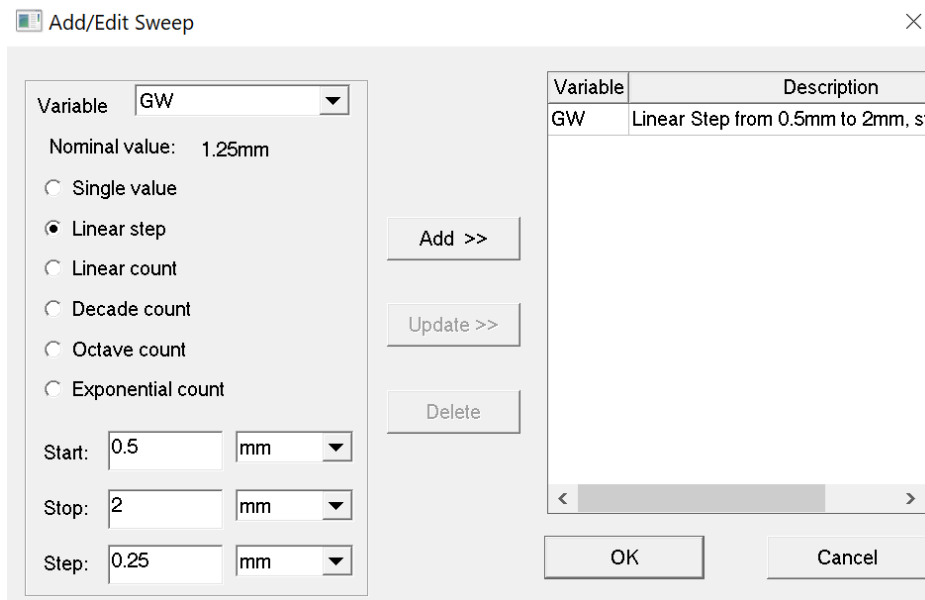 Add/Edit Sweep
Variable GW
Nominal value: 1.25mm
Single value
Linear step
Linear count
Decade count
Octave count
Exponential count
Start: 0.5 mm
Stop: 2 mm
Step: 0.25 mm
Add >>
Update >>
Delete
Variable Description
GW Linear Step from 0.5mm to 2mm,
OK Cancel